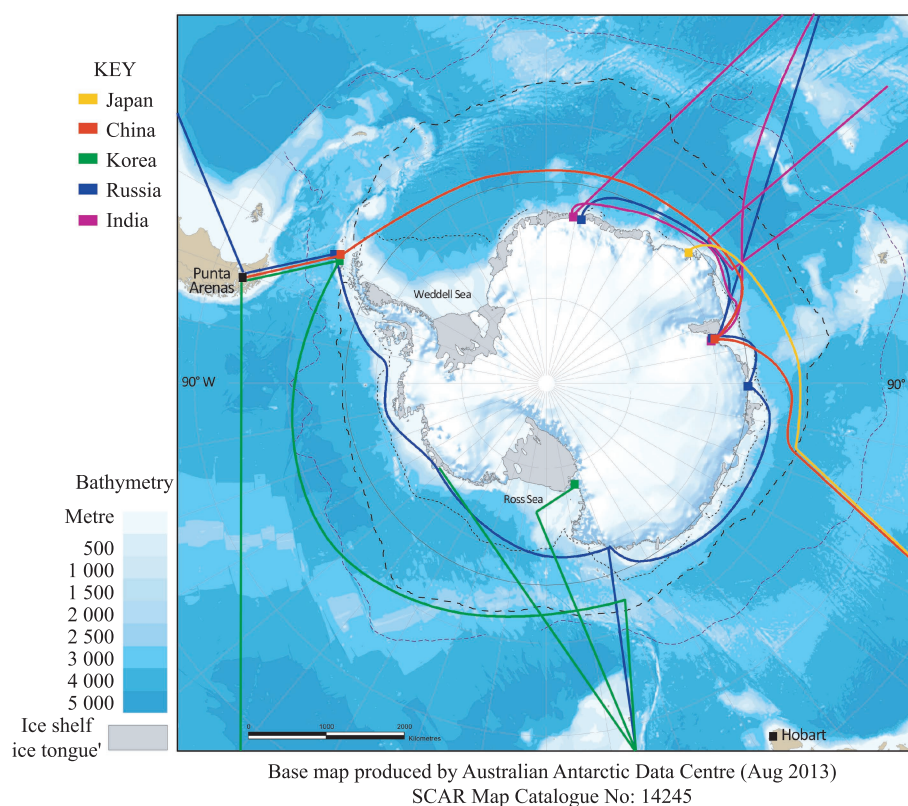 KEY
Japan
China
Korea
Russia
India
Punta
Arenas
Weddell Sea
90° W
90°
Ross Sea
Bathymetry
Metre
500
1 000
1 500
2 000
2 500
3 000
4 000
5 000
Ice shelf
ice tongue'
0 1000 2000
Kilometres
Hobart
Base map produced by Australian Antarctic Data Centre (Aug 2013)
SCAR Map Catalogue No: 14245